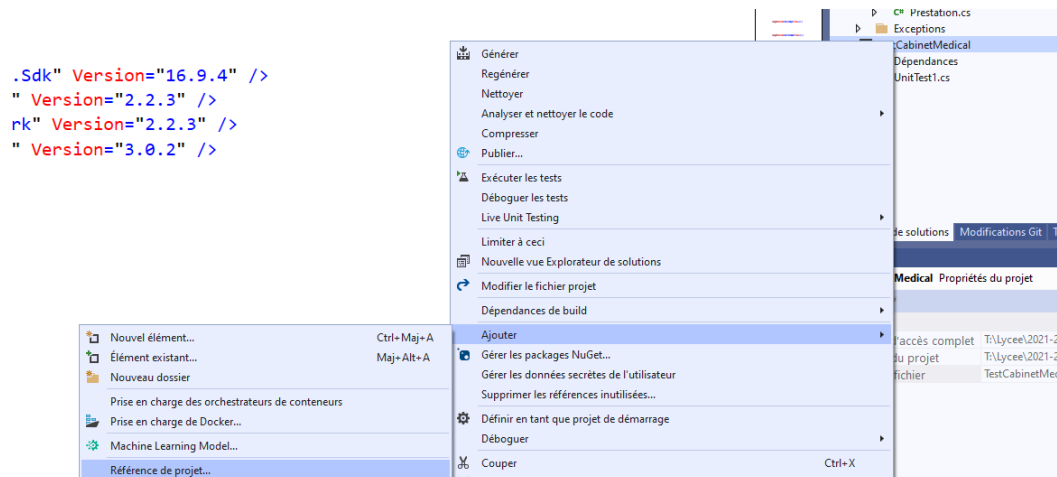 C# Prestation.cs
Exceptions
CabinetMedical
Dépendances
UnitTest1.cs
.Sdk" Version="16.9.4" />
" Version="2.2.3" />
rk" Version="2.2.3" />
" Version="3.0.2" />
Générer
Regénérer
Nettoyer
Analyser et nettoyer le code
Compresser
Publier...
Exécuter les tests
Déboguer les tests
Live Unit Testing
Limiter à ceci
Nouvelle vue Explorateur de solutions
Modifier le fichier projet
Dépendances de build
Ajouter
Gérer les packages NuGet...
Gérer les données secrètes de l'utilisateur
Supprimer les références inutilisées...
Définir en tant que projet de démarrage
Déboguer
Couper Ctrl+X
Nouvel élément... Ctrl+Maj+A
Élément existant... Maj+Alt+A
Nouveau dossier
Prise en charge des orchestrateurs de conteneurs
Prise en charge de Docker...
Machine Learning Model...
Référence de projet...
de solutions Modifications Git T
Medical Propriétés du projet
l'accès complet T:\Lycee\2021-2
du projet T:\Lycee\2021-2
fichier TestCabinetMed